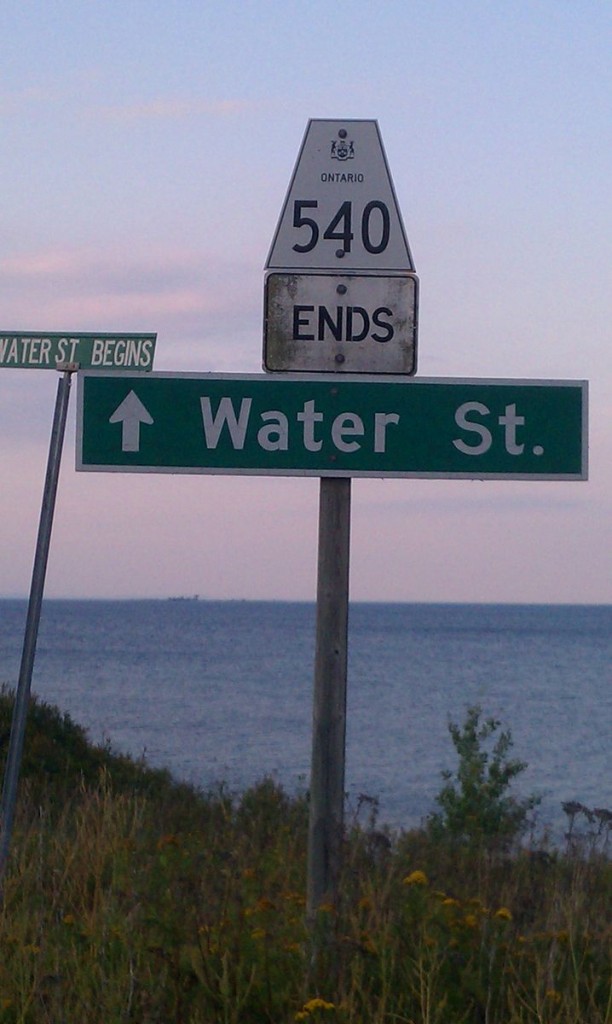 ONTARIO
540
ENDS
WATER ST BEGINS
Water St.